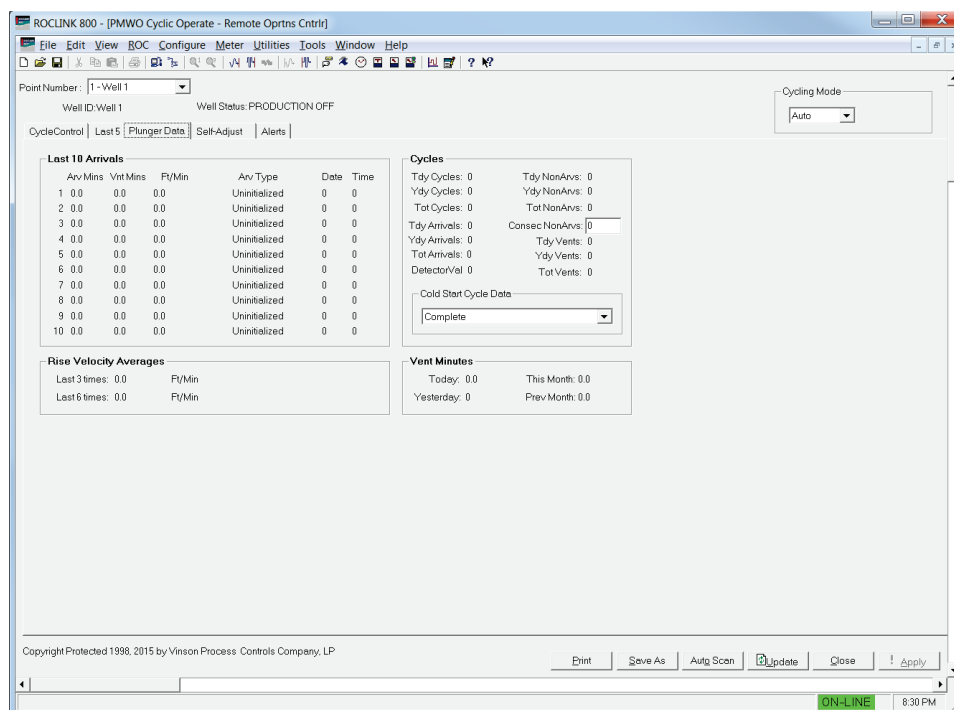 ROCLINK 800 - [PMWO Cyclic Operate - Remote Oprtns Cntrlr]
File Edit View ROC Configure Meter Utilities Tools Window Help
Point Number : 1 - Well 1
Cycling Mode
Well ID: Well 1 Well Status: PRODUCTION OFF
Auto
CycleControl Last 5 Plunger Data Self-Adjust Alerts
Last 10 Arrivals
Arv Mins Vnt Mins Ft/Min Arv Type Date Time
1 0.0 0.0 0.0 Uninitialized 0 0
2 0.0 0.0 0.0 Uninitialized 0 0
3 0.0 0.0 0.0 Uninitialized 0 0
4 0.0 0.0 0.0 Uninitialized 0 0
5 0.0 0.0 0.0 Uninitialized 0 0
6 0.0 0.0 0.0 Uninitialized 0 0
7 0.0 0.0 0.0 Uninitialized 0 0
8 0.0 0.0 0.0 Uninitialized 0 0
9 0.0 0.0 0.0 Uninitialized 0 0
10 0.0 0.0 0.0 Uninitialized 0 0
Cycles
Tdy Cycles: 0 Tdy NonArvs: 0
Ydy Cycles: 0 Ydy NonArvs: 0
Tot Cycles: 0 Tot NonArvs: 0
Tdy Arrivals: 0 Consec NonArvs: 0
Ydy Arrivals: 0 Tdy Vents: 0
Tot Arrivals: 0 Ydy Vents: 0
DetectorVal 0 Tot Vents: 0
Cold Start Cycle Data
Complete
Rise Velocity Averages
Last 3 times: 0.0 Ft/Min
Last 6 times: 0.0 Ft/Min
Vent Minutes
Today: 0.0 This Month: 0.0
Yesterday: 0 Prev Month: 0.0
Copyright Protected 1998, 2015 by Vinson Process Controls Company, LP
Print Save As Auto Scan Update Close ! Apply
ON-LINE 8:30 PM